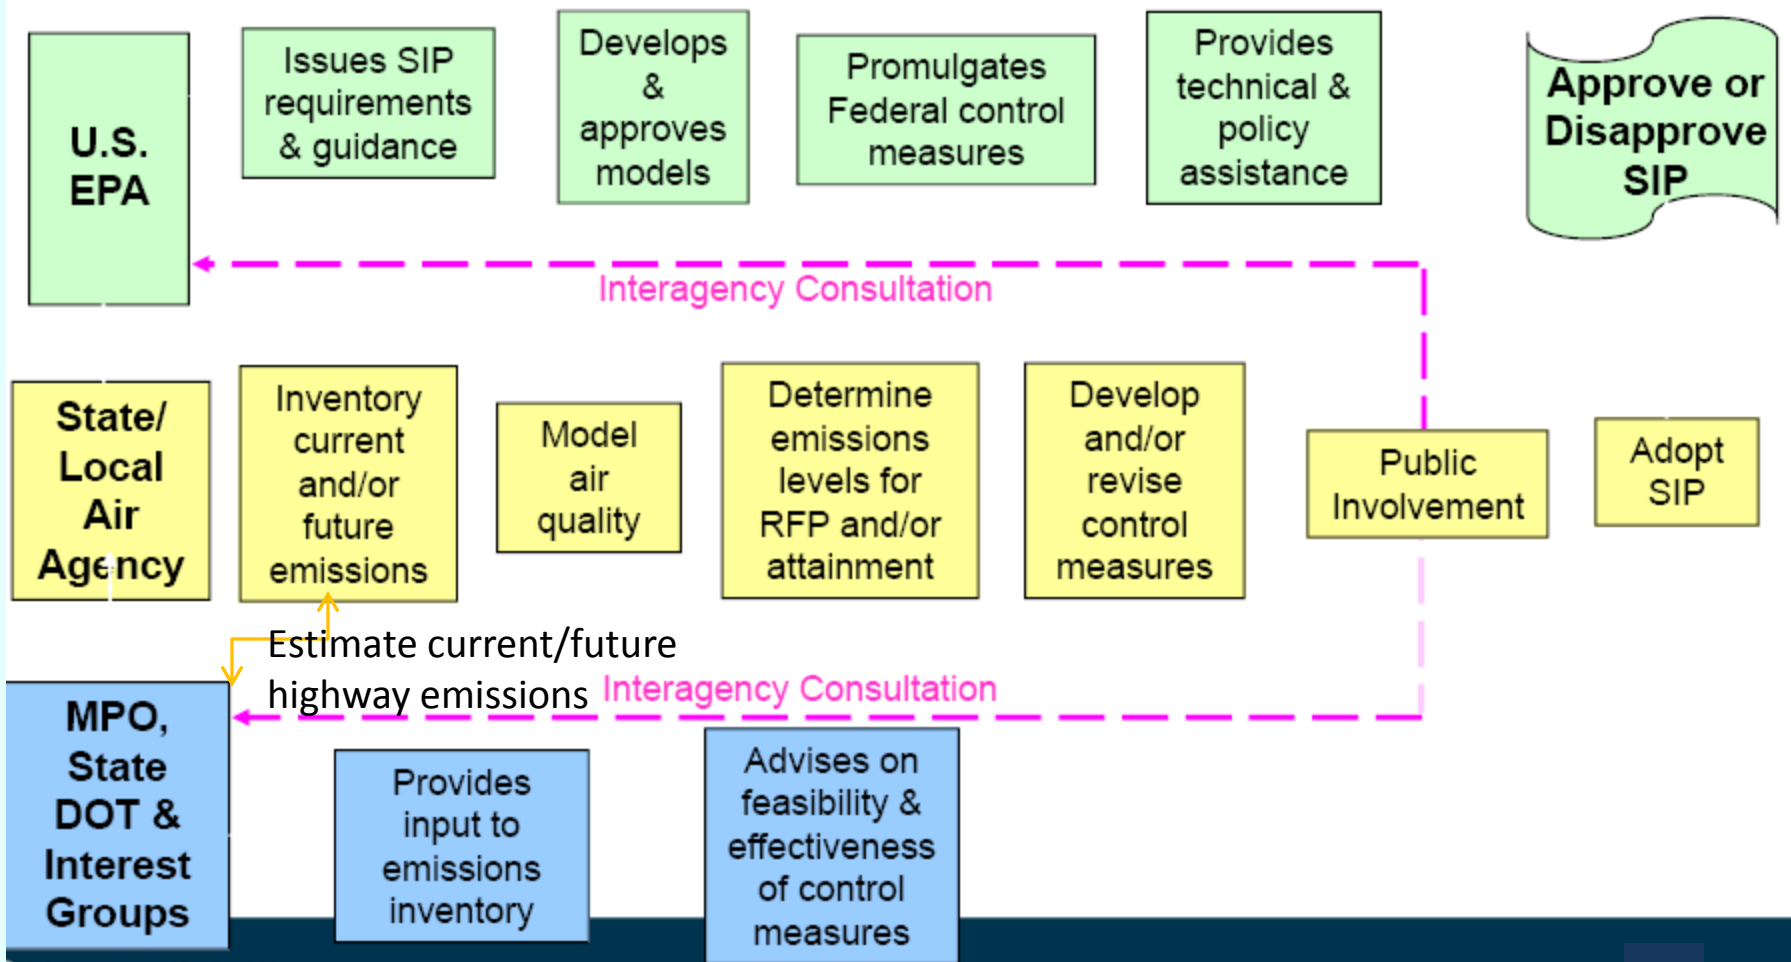 U.S.
EPA
Issues SIP
requirements
& guidance
Develops
&
approves
models
Promulgates
Federal control
measures
Provides
technical &
policy
assistance
Approve or
Disapprove
SIP
Interagency Consultation
State/
Local
Air
Agency
Inventory
current
and/or
future
emissions
Model
air
quality
Determine
emissions
levels for
RFP and/or
attainment
Develop
and/or
revise
control
measures
Public
Involvement
Adopt
SIP
Estimate current/future
highway emissions
Interagency Consultation
MPO,
State
DOT &
Interest
Groups
Provides
input to
emissions
inventory
Advises on
feasibility &
effectiveness
of control
measures